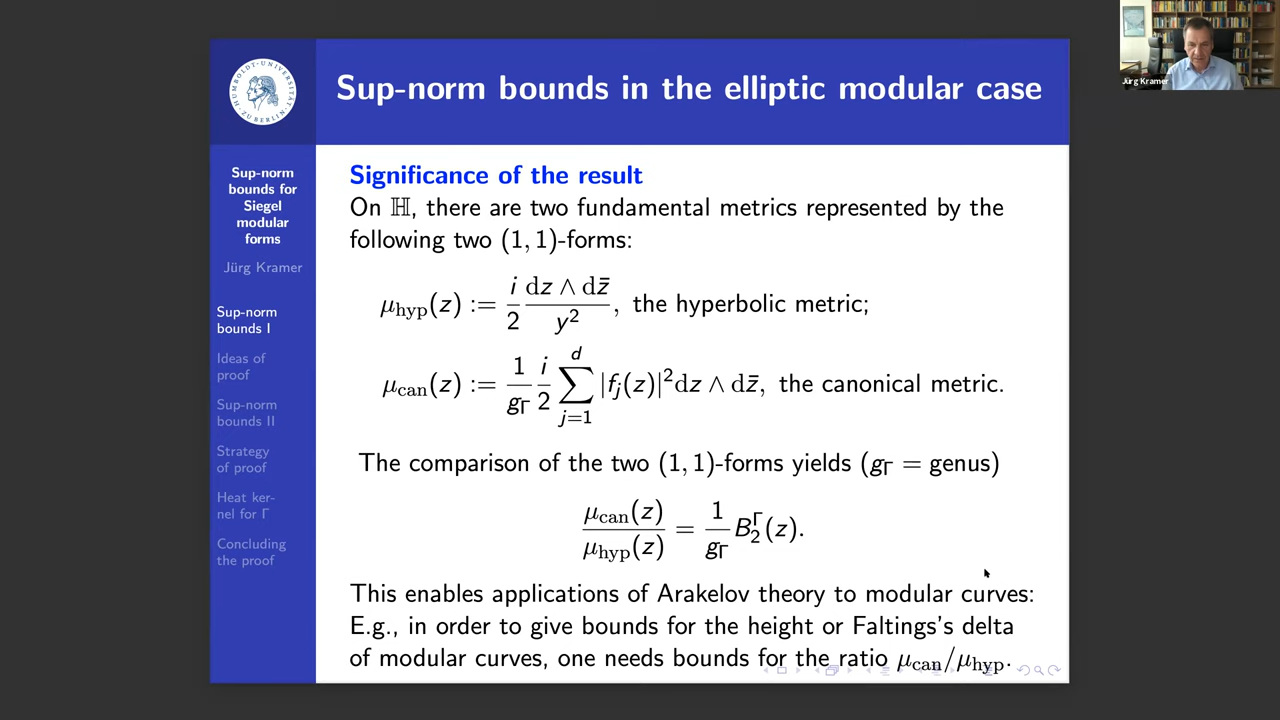 Sup-norm bounds in the elliptic modular case
HUMBOLDT-UNIVERSITÄT
ZU BERLIN
Sup-norm
bounds for
Siegel
modular
forms
Jürg Kramer
Sup-norm
bounds I
Ideas of
proof
Sup-norm
bounds II
Strategy
of proof
Heat ker-
nel for Γ
Concluding
the proof
Significance of the result
On ℍ, there are two fundamental metrics represented by the
following two (1, 1)-forms:
μ_hyp(z) := i/2 dz ∧ dz̄ / y², the hyperbolic metric;
μ_can(z) := 1/g_Γ i/2 ∑_{j=1}^{d} |f_j(z)|² dz ∧ dz̄, the canonical metric.
The comparison of the two (1, 1)-forms yields (g_Γ = genus)
μ_can(z) / μ_hyp(z) = 1/g_Γ B_2^Γ(z).
This enables applications of Arakelov theory to modular curves:
E.g., in order to give bounds for the height or Faltings's delta
of modular curves, one needs bounds for the ratio μ_can/μ_hyp.
Jürg Kramer